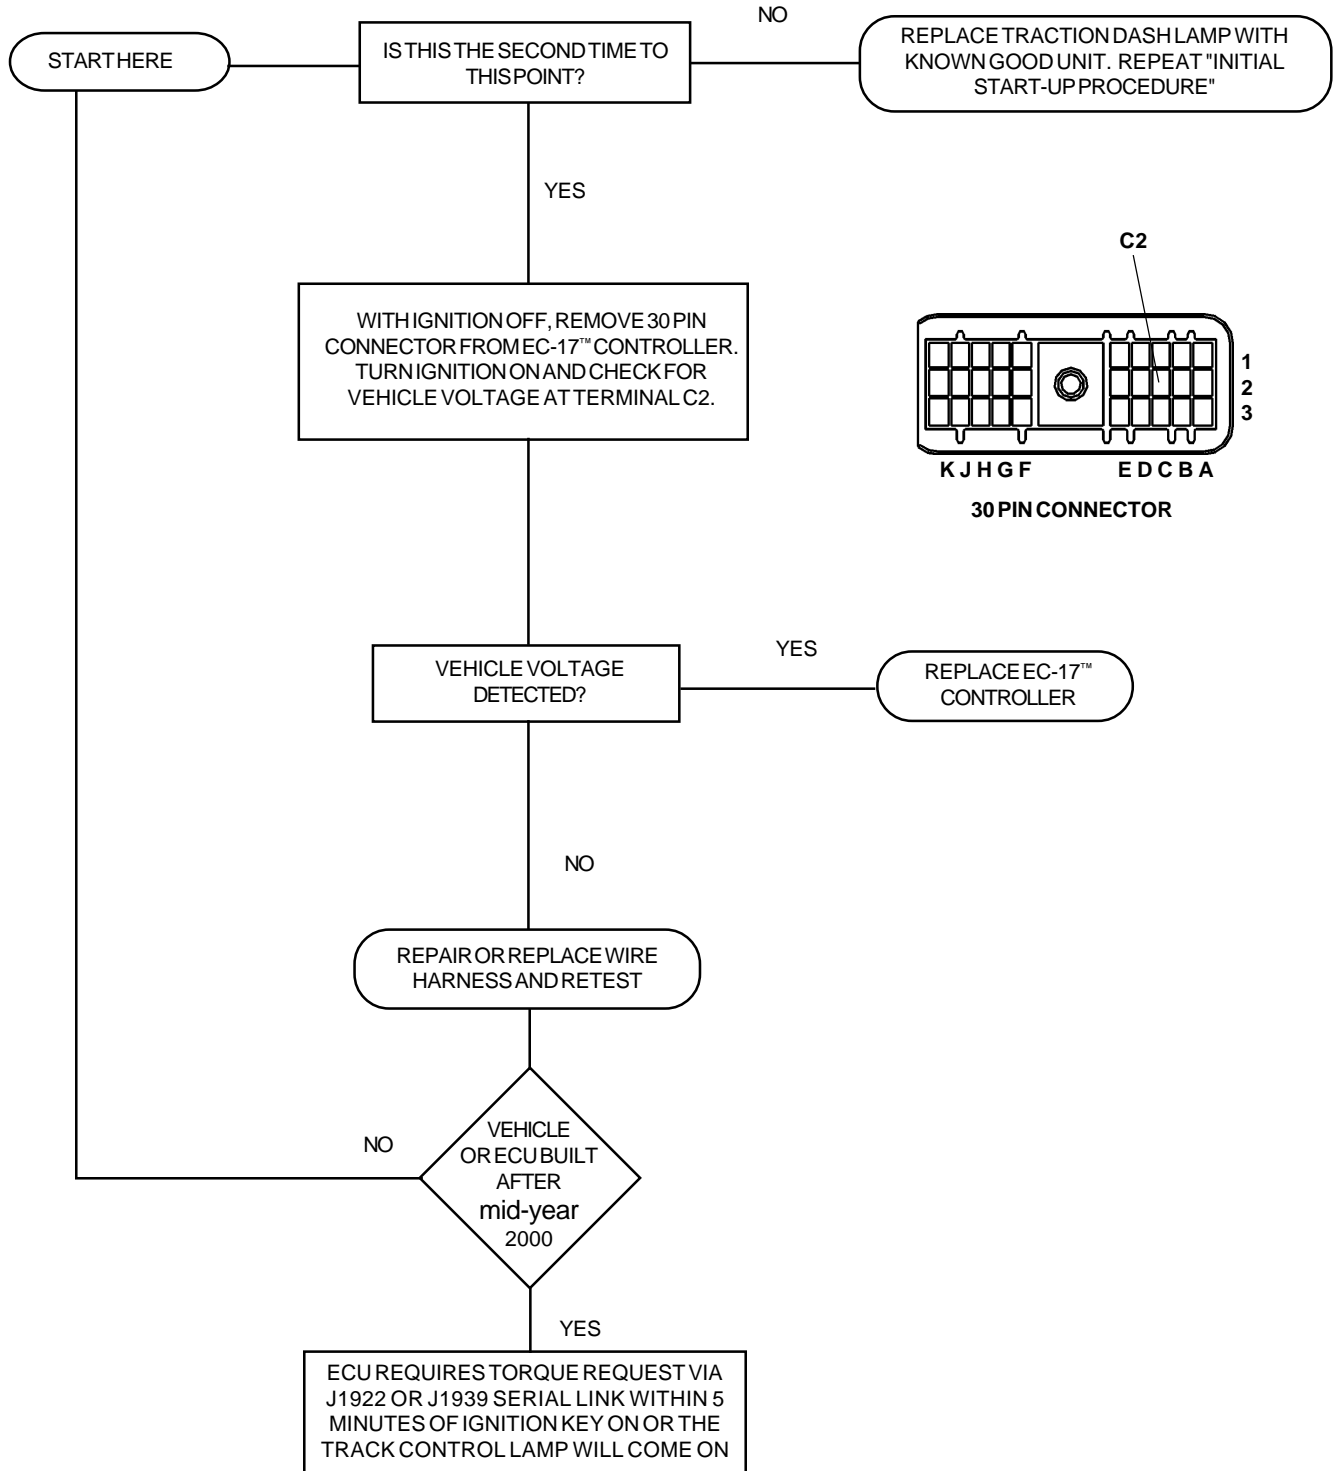 NO
START HERE
IS THIS THE SECOND TIME TO
THIS POINT?
REPLACE TRACTION DASH LAMP WITH
KNOWN GOOD UNIT. REPEAT "INITIAL
START-UP PROCEDURE"
YES
C2
WITH IGNITION OFF, REMOVE 30 PIN
CONNECTOR FROM EC-17™ CONTROLLER.
TURN IGNITION ON AND CHECK FOR
VEHICLE VOLTAGE AT TERMINAL C2.
1
2
3
K J H G F E D C B A
30 PIN CONNECTOR
VEHICLE VOLTAGE
DETECTED?
YES
REPLACE EC-17™
CONTROLLER
NO
REPAIR OR REPLACE WIRE
HARNESS AND RETEST
NO
VEHICLE
OR ECU BUILT
AFTER
mid-year
2000
YES
ECU REQUIRES TORQUE REQUEST VIA
J1922 OR J1939 SERIAL LINK WITHIN 5
MINUTES OF IGNITION KEY ON OR THE
TRACK CONTROL LAMP WILL COME ON